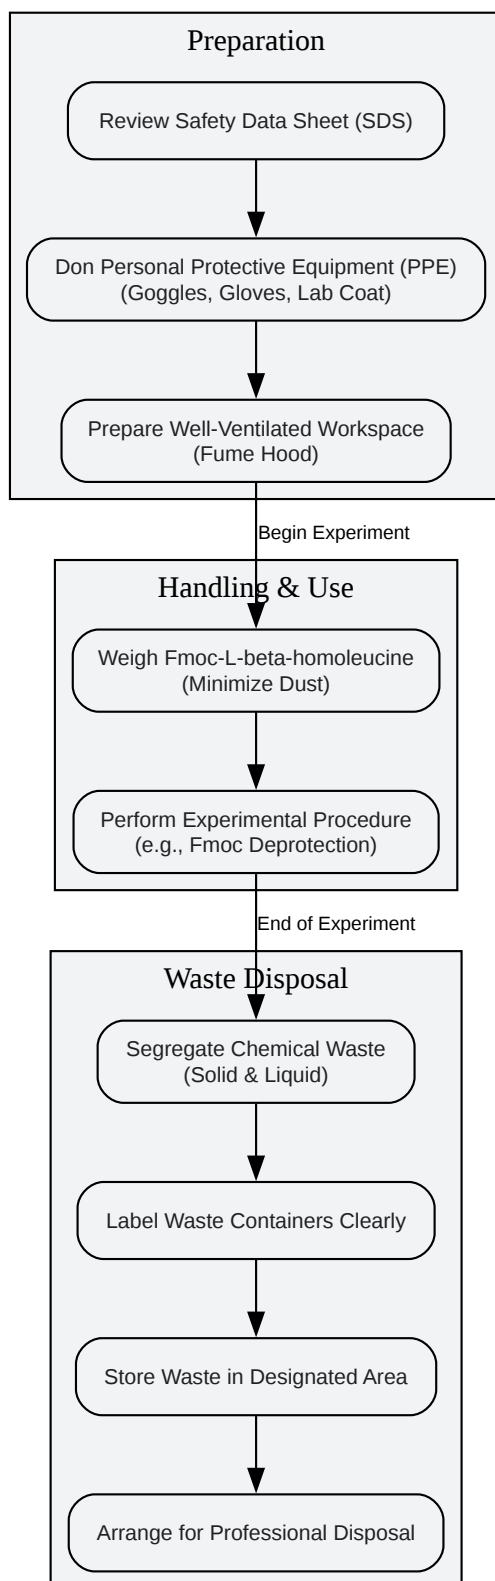 Preparation
Review Safety Data Sheet (SDS)
Don Personal Protective Equipment (PPE)
(Goggles, Gloves, Lab Coat)
Prepare Well-Ventilated Workspace
(Fume Hood)
Begin Experiment
Handling & Use
Weigh Fmoc-L-beta-homoleucine
(Minimize Dust)
Perform Experimental Procedure
(e.g., Fmoc Deprotection)
End of Experiment
Waste Disposal
Segregate Chemical Waste
(Solid & Liquid)
Label Waste Containers Clearly
Store Waste in Designated Area
Arrange for Professional Disposal